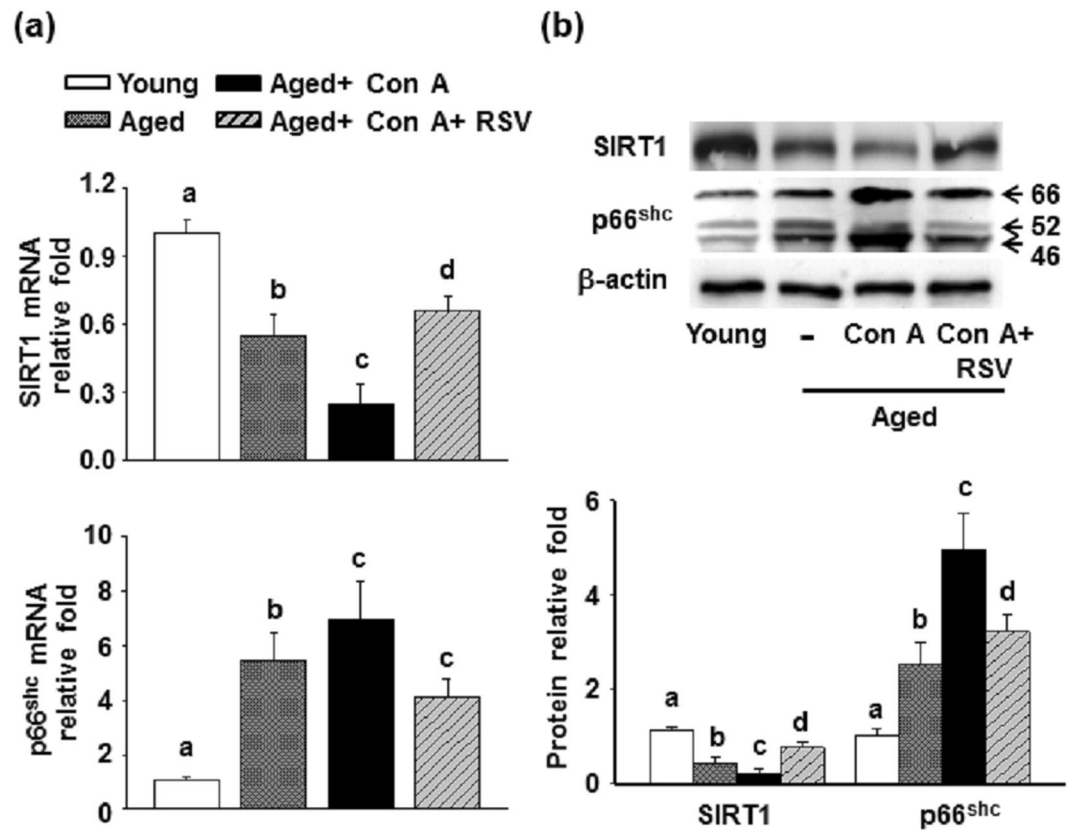 (a)
Young
Aged+ Con A
Aged
Aged+ Con A+ RSV
SIRT1 mRNA
relative fold
1.2
0.9
0.6
0.3
0.0
a
b
c
d
p66shc mRNA
relative fold
10
8
6
4
2
0
a
b
c
c
(b)
SIRT1
p66shc
66
52
46
β-actin
Young
-
Con A
Con A+
RSV
Aged
Protein relative fold
6
4
2
0
a
b
c
d
a
b
c
d
SIRT1
p66shc